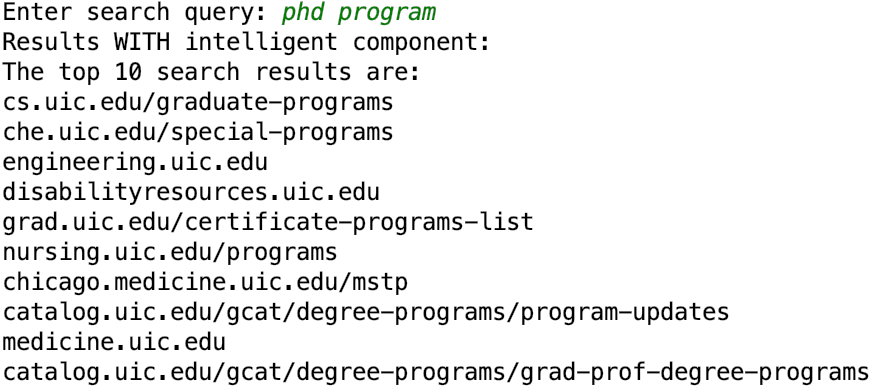 Enter search query: phd program
Results WITH intelligent component:
The top 10 search results are:
cs.uic.edu/graduate-programs
che.uic.edu/special-programs
engineering.uic.edu
disabilityresources.uic.edu
grad.uic.edu/certificate-programs-list
nursing.uic.edu/programs
chicago.medicine.uic.edu/mstp
catalog.uic.edu/gcat/degree-programs/program-updates
medicine.uic.edu
catalog.uic.edu/gcat/degree-programs/grad-prof-degree-programs